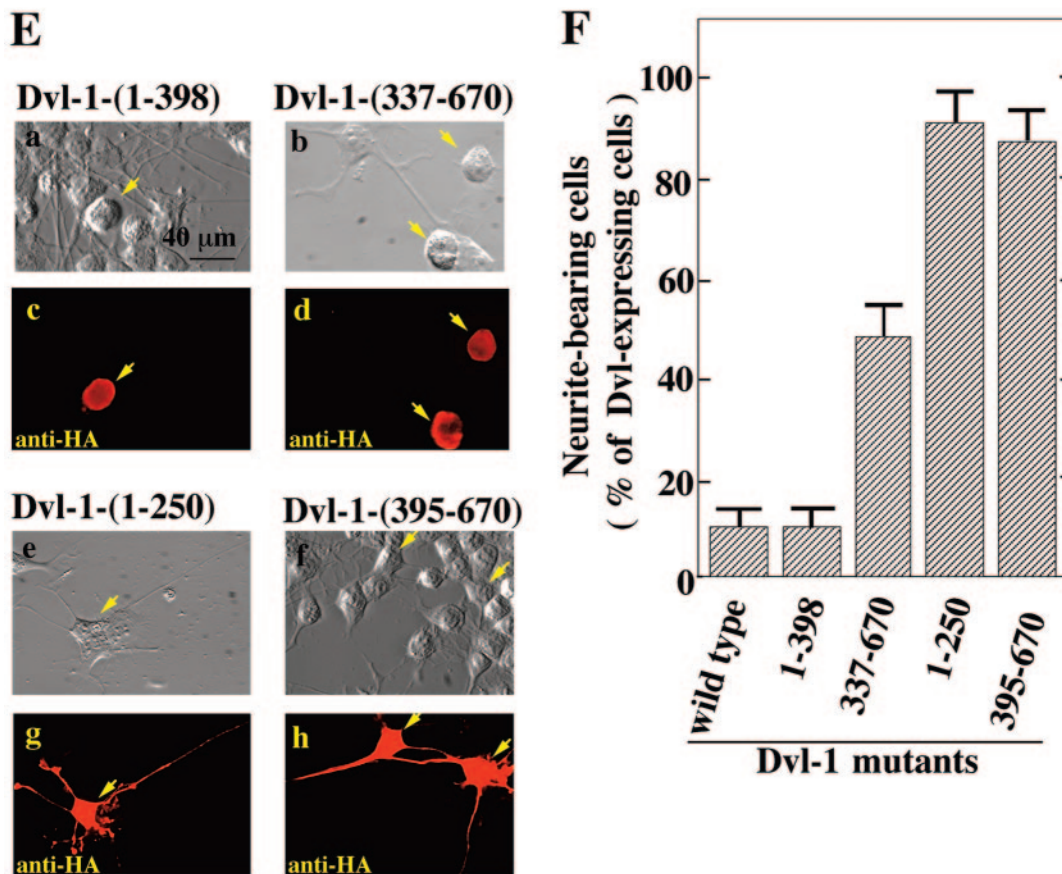 E
Dvl-1-(1-398) Dvl-1-(337-670)
a
b
40 μm
c
d
anti-HA
anti-HA
Dvl-1-(1-250) Dvl-1-(395-670)
e
f
g
h
anti-HA
anti-HA
F
Neurite-bearing cells
( % of Dvl-expressing cells)
100
80
60
40
20
0
wild type
1-398
337-670
1-250
395-670
Dvl-1 mutants